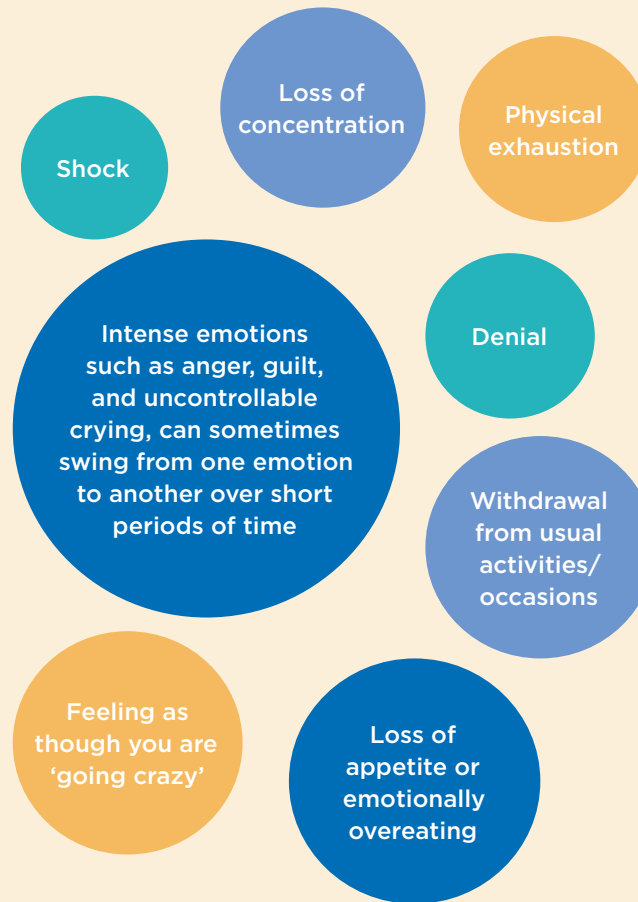 Loss of
concentration
Physical
exhaustion
Shock
Intense emotions
such as anger, guilt,
and uncontrollable
crying, can sometimes
swing from one emotion
to another over short
periods of time
Denial
Withdrawal
from usual
activities/
occasions
Feeling as
though you are
‘going crazy’
Loss of
appetite or
emotionally
overeating